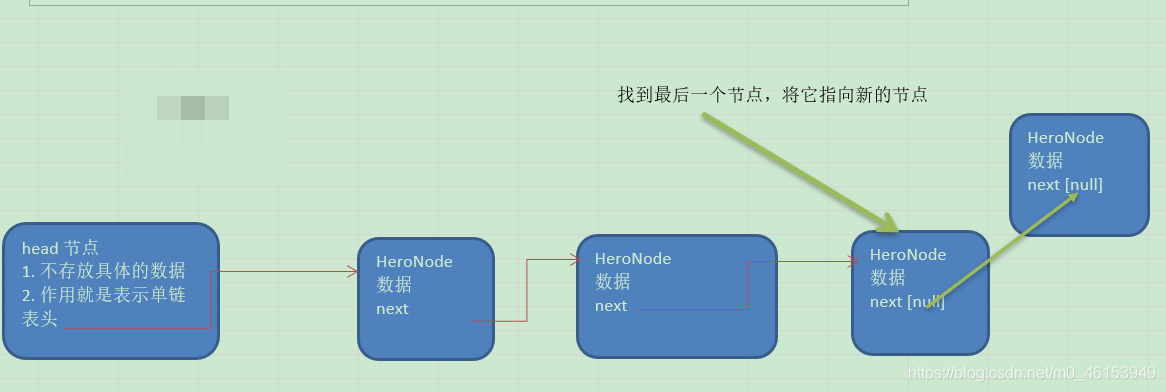 找到最后一个节点，将它指向新的节点
HeroNode
数据
next [null]
head 节点
1. 不存放具体的数据
2. 作用就是表示单链
表头
HeroNode
数据
next
HeroNode
数据
next
HeroNode
数据
next [null]
https://blog.csdn.net/m0_46153949